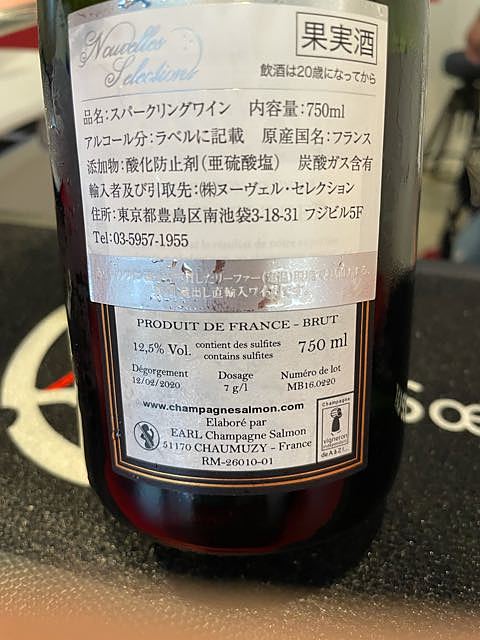 Nouvelles
Selections
果実酒
飲酒は20歳になってから
品名:スパークリングワイン 内容量:750ml
アルコール分:ラベルに記載 原産国名:フランス
添加物:酸化防止剤(亜硫酸塩) 炭酸ガス含有
輸入者及び引取先:㈱ヌーヴェル・セレクション
住所:東京都豊島区南池袋3-18-31 フジビル5F
Tel:03-5957-1955
PRODUIT DE FRANCE - BRUT
12,5% Vol. contient des sulfites 750 ml
contains sulfites
Dégorgement Dosage Numéro de lot
12/02/2020 7 g/l MB16.0220
www.champagnesalmon.com
Elaboré par
EARL Champagne Salmon
51170 CHAUMUZY - France
RM-26010-01
Champagne
vigneron
indépendant
de A à Z